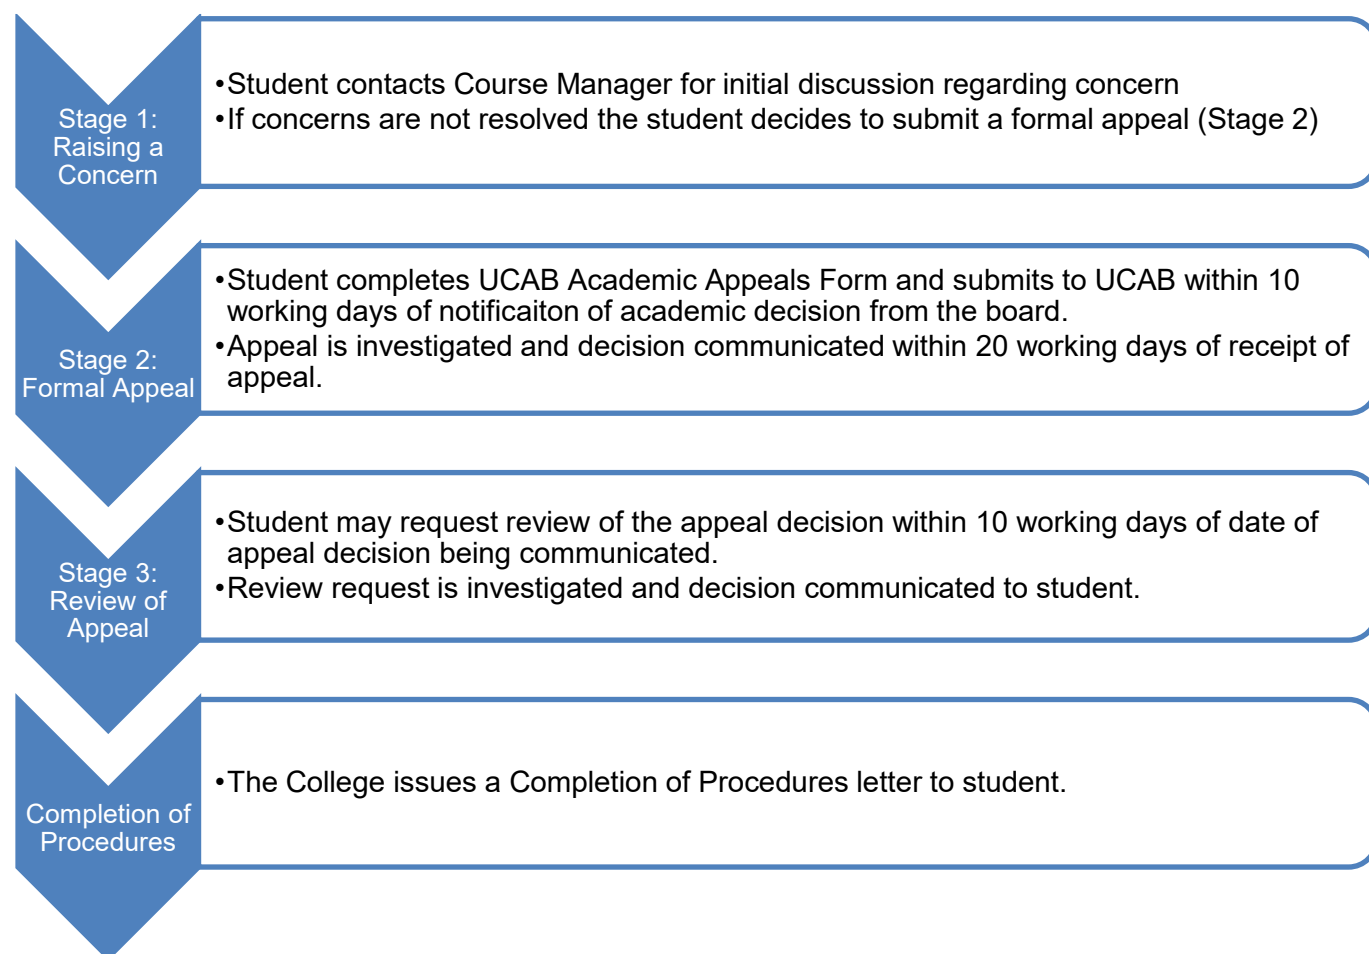 Stage 1:
Raising a
Concern
•Student contacts Course Manager for initial discussion regarding concern
•If concerns are not resolved the student decides to submit a formal appeal (Stage 2)
Stage 2:
Formal Appeal
•Student completes UCAB Academic Appeals Form and submits to UCAB within 10
working days of notificaiton of academic decision from the board.
•Appeal is investigated and decision communicated within 20 working days of receipt of
appeal.
Stage 3:
Review of
Appeal
•Student may request review of the appeal decision within 10 working days of date of
appeal decision being communicated.
•Review request is investigated and decision communicated to student.
Completion of
Procedures
•The College issues a Completion of Procedures letter to student.